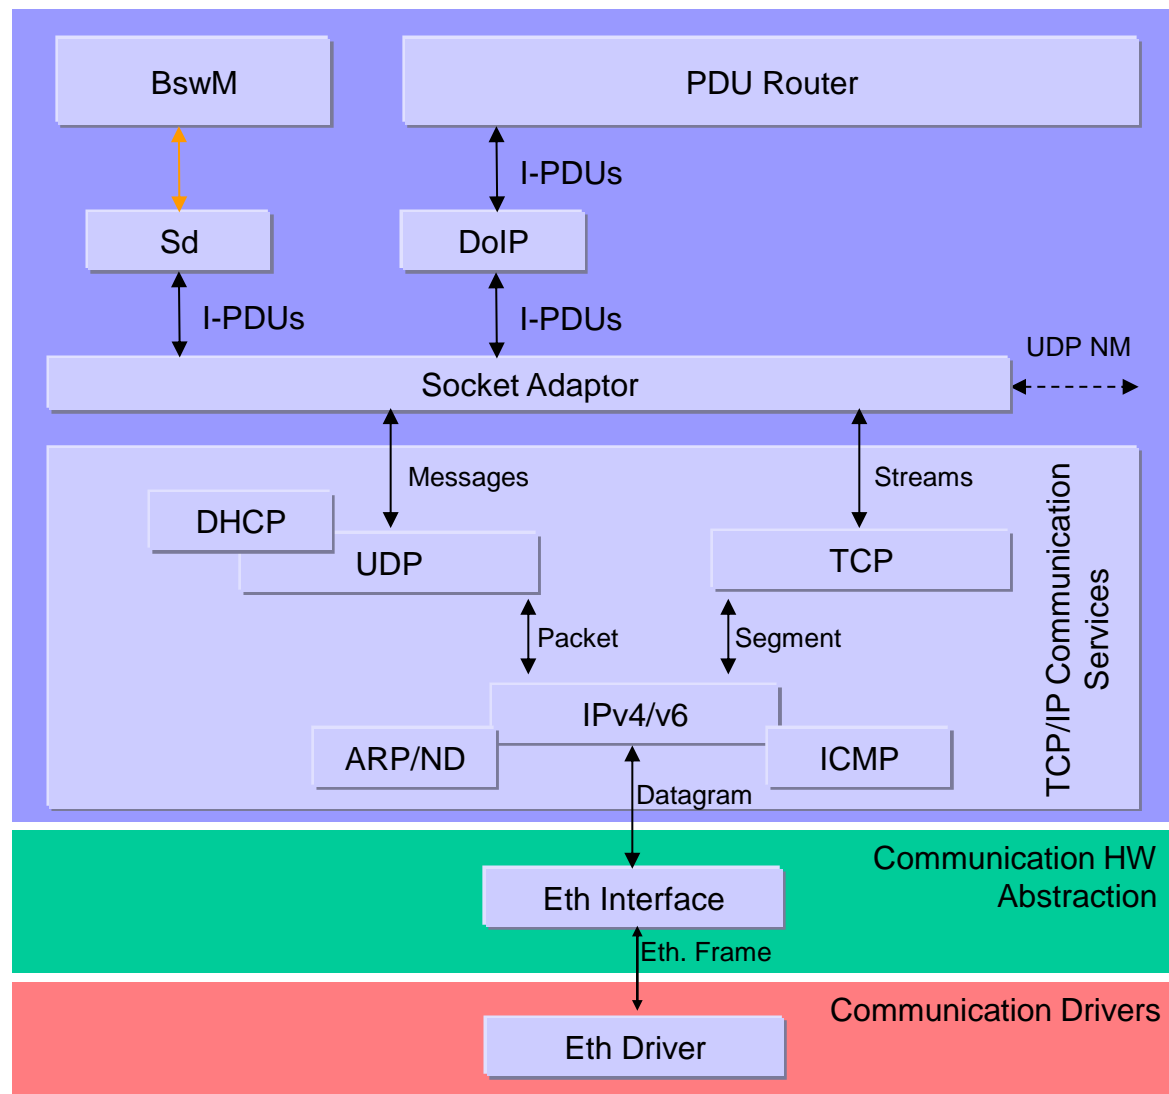 BswM
PDU Router
I-PDUs
Sd
DoIP
I-PDUs
I-PDUs
UDP NM
Socket Adaptor
Messages
Streams
DHCP
UDP
TCP
Packet
Segment
IPv4/v6
ARP/ND
ICMP
Datagram
TCP/IP Communication
Services
Communication HW
Abstraction
Eth Interface
Eth. Frame
Communication Drivers
Eth Driver